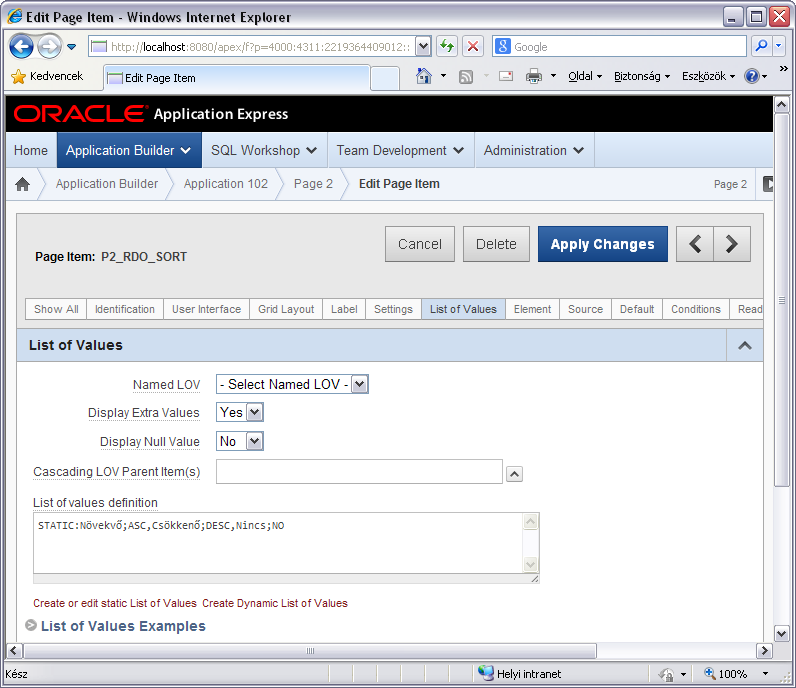 Edit Page Item - Windows Internet Explorer
http://localhost:8080/apex/f?p=4000:4311:2219364409012::
Google
Kedvencek
Edit Page Item
Oldal
Biztonság
Eszközök
ORACLE Application Express
Home Application Builder SQL Workshop Team Development Administration
Application Builder Application 102 Page 2 Edit Page Item Page 2
Page Item: P2_RDO_SORT
Cancel Delete Apply Changes
Show All Identification User Interface Grid Layout Label Settings List of Values Element Source Default Conditions Read
List of Values
Named LOV - Select Named LOV -
Display Extra Values Yes
Display Null Value No
Cascading LOV Parent Item(s)
List of values definition
STATIC:Növekvő;ASC,Csökkenő;DESC,Nincs;NO
Create or edit static List of Values Create Dynamic List of Values
List of Values Examples
Kész Helyi intranet 100%